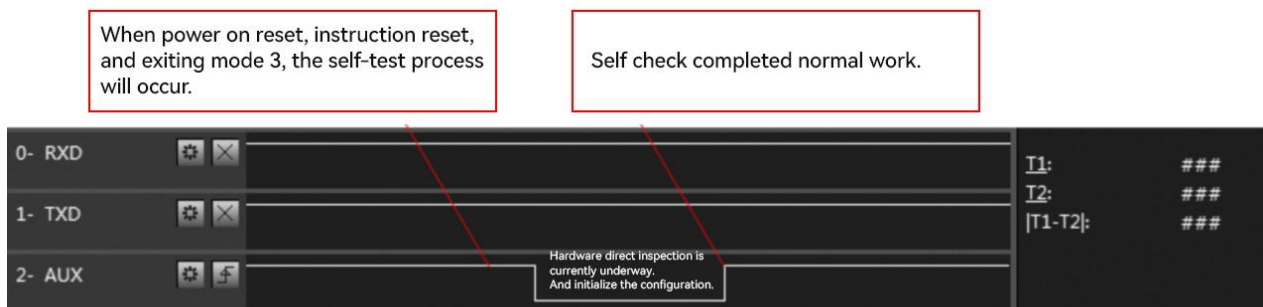 When power on reset, instruction reset,
and exiting mode 3, the self-test process
will occur.
Self check completed normal work.
0- RXD
T1: ###
T2: ###
1- TXD
|T1-T2|: ###
2- AUX
Hardware direct inspection is
currently underway.
And initialize the configuration.